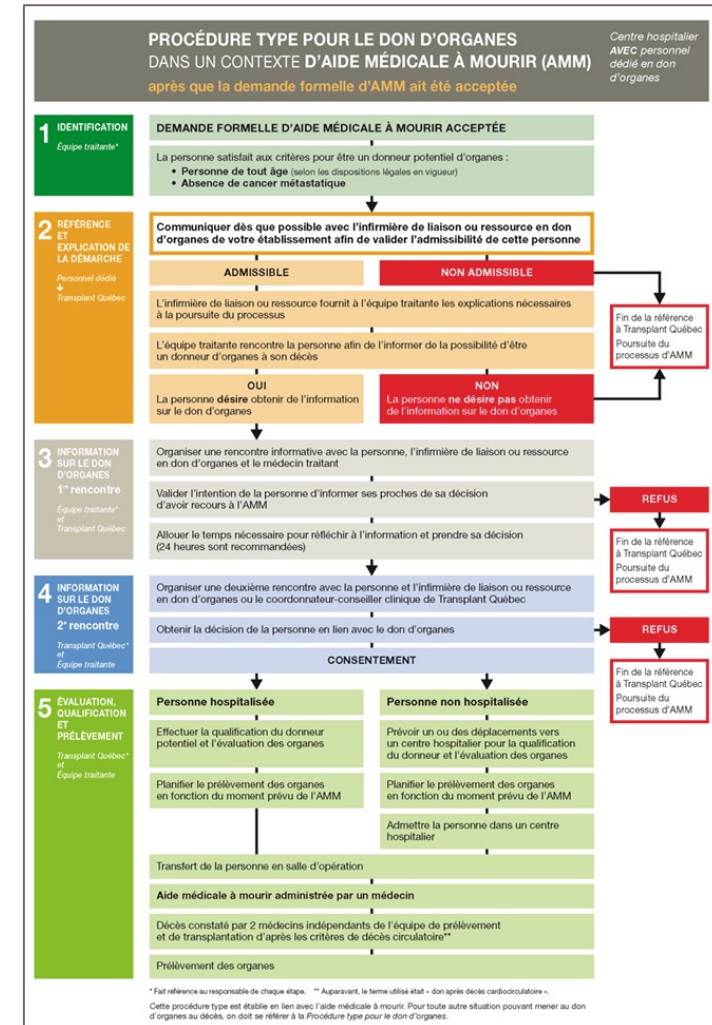 PROCÉDURE TYPE POUR LE DON D'ORGANES
DANS UN CONTEXTE D'AIDE MÉDICALE À MOURIR (AMM)
après que la demande formelle d'AMM ait été acceptée
Centre hospitalier
AVEC personnel
dédié en don
d'organes
1 IDENTIFICATION
Équipe traitante*
DEMANDE FORMELLE D'AIDE MÉDICALE À MOURIR ACCEPTÉE
La personne satisfait aux critères pour être un donneur potentiel d'organes :
• Personne de tout âge (selon les dispositions légales en vigueur)
• Absence de cancer métastatique
2 RÉFÉRENCE
ET
EXPLICATION DE
LA DÉMARCHE
Personnel dédié
Transplant Québec
Communiquer dès que possible avec l'infirmière de liaison ou ressource en don
d'organes de votre établissement afin de valider l'admissibilité de cette personne
ADMISSIBLE
NON ADMISSIBLE
L'infirmière de liaison ou ressource fournit à l'équipe traitante les explications nécessaires
à la poursuite du processus
L'équipe traitante rencontre la personne afin de l'informer de la possibilité d'être
un donneur d'organes à son décès
Fin de la référence
à Transplant Québec
Poursuite du
processus d'AMM
OUI
La personne désire obtenir de l'information
sur le don d'organes
NON
La personne ne désire pas obtenir
de l'information sur le don d'organes
3 INFORMATION
SUR LE DON
D'ORGANES
1re rencontre
Équipe traitante*
et
Transplant Québec
Organiser une rencontre informative avec la personne, l'infirmière de liaison ou ressource
en don d'organes et le médecin traitant
Valider l'intention de la personne d'informer ses proches de sa décision
d'avoir recours à l'AMM
Allouer le temps nécessaire pour réfléchir à l'information et prendre sa décision
(24 heures sont recommandées)
REFUS
Fin de la référence
à Transplant Québec
Poursuite du
processus d'AMM
4 INFORMATION
SUR LE DON
D'ORGANES
2e rencontre
Transplant Québec*
et
Équipe traitante
Organiser une deuxième rencontre avec la personne et l'infirmière de liaison ou ressource
en don d'organes ou le coordonnateur-conseiller clinique de Transplant Québec
Obtenir la décision de la personne en lien avec le don d'organes
CONSENTEMENT
REFUS
Fin de la référence
à Transplant Québec
Poursuite du
processus d'AMM
5 ÉVALUATION,
QUALIFICATION
ET
PRÉLÈVEMENT
Transplant Québec*
et
Équipe traitante
Personne hospitalisée
Effectuer la qualification du donneur
potentiel et l'évaluation des organes
Planifier le prélèvement des organes
en fonction du moment prévu de l'AMM
Personne non hospitalisée
Prévoir un ou des déplacements vers
un centre hospitalier pour la qualification
du donneur et l'évaluation des organes
Planifier le prélèvement des organes
en fonction du moment prévu de l'AMM
Admettre la personne dans un centre
hospitalier
Transfert de la personne en salle d'opération
Aide médicale à mourir administrée par un médecin
Décès constaté par 2 médecins indépendants de l'équipe de prélèvement
et de transplantation d'après les critères de décès circulatoire**
Prélèvement des organes
* Fait référence au responsable de chaque étape. ** Auparavant, le terme utilisé était « don après décès cardiocirculatoire ».
Cette procédure type est établie en lien avec l'aide médicale à mourir. Pour toute autre situation pouvant mener au don
d'organes au décès, on doit se référer à la Procédure type pour le don d'organes.